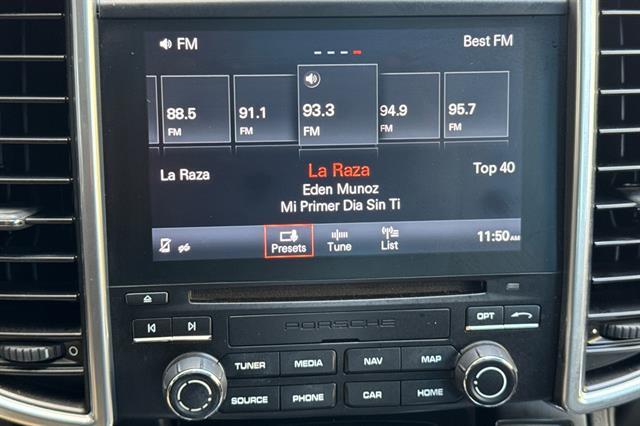 FM
Best FM
88.5 91.1 93.3 94.9 95.7
FM FM FM FM FM
La Raza La Raza Top 40
Eden Munoz
Mi Primer Dia Sin Ti
Presets Tune List 11:50 AM
PORSCHE
OPT
TUNER MEDIA NAV MAP
SOURCE PHONE CAR HOME